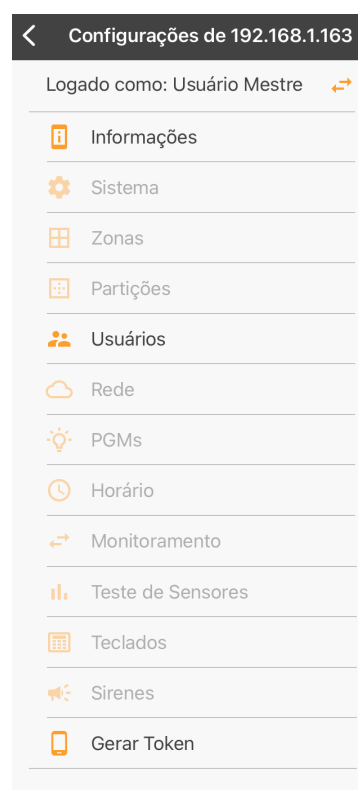 Configurações de 192.168.1.163
Logado como: Usuário Mestre
Informações
Sistema
Zonas
Partições
Usuários
Rede
PGMs
Horário
Monitoramento
Teste de Sensores
Teclados
Sirenes
Gerar Token